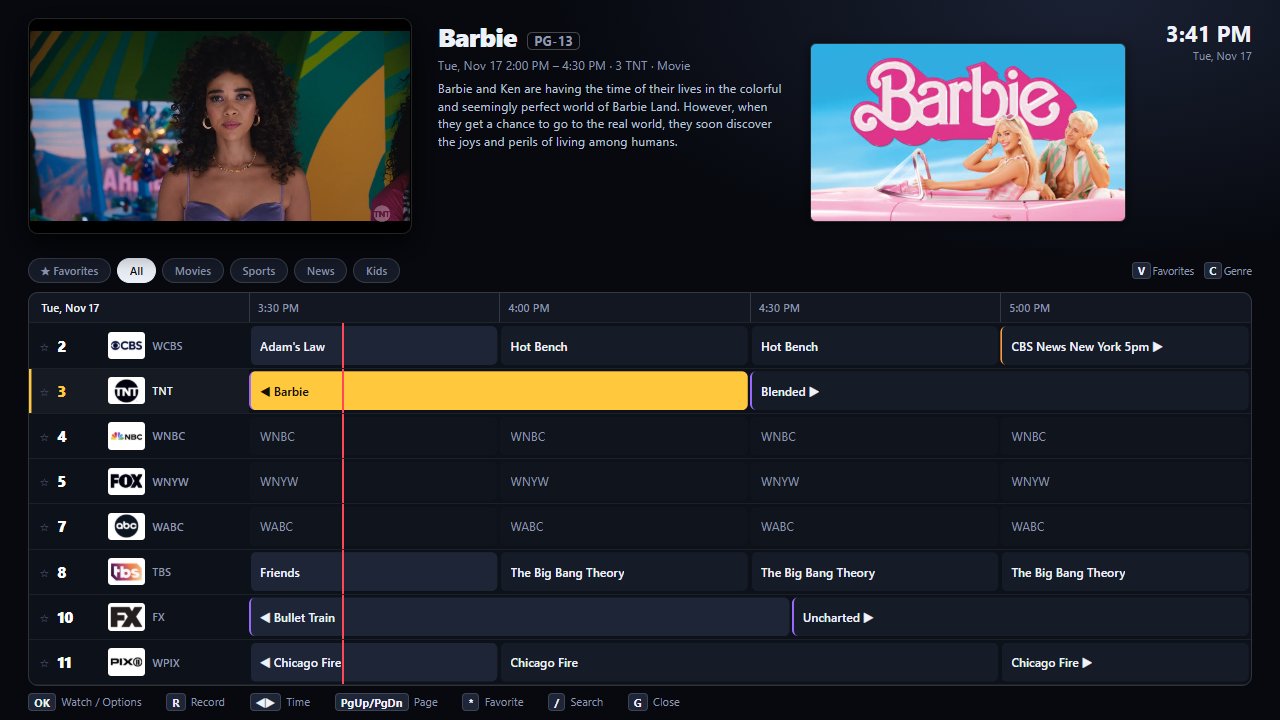 Barbie PG-13
Tue, Nov 17 2:00 PM – 4:30 PM · 3 TNT · Movie
Barbie and Ken are having the time of their lives in the colorful
and seemingly perfect world of Barbie Land. However, when
they get a chance to go to the real world, they soon discover
the joys and perils of living among humans.
TNT
Barbie
3:41 PM
Tue, Nov 17
★ Favorites All Movies Sports News Kids
V Favorites C Genre
Tue, Nov 17 3:30 PM 4:00 PM 4:30 PM 5:00 PM
☆ 2 CBS WCBS Adam's Law Hot Bench Hot Bench CBS News New York 5pm ▶
☆ 3 TNT TNT ◀ Barbie Blended ▶
☆ 4 NBC WNBC WNBC WNBC WNBC WNBC
☆ 5 FOX WNYW WNYW WNYW WNYW WNYW
☆ 7 abc WABC WABC WABC WABC WABC
☆ 8 tbs TBS Friends The Big Bang Theory The Big Bang Theory The Big Bang Theory
☆ 10 FX FX ◀ Bullet Train Uncharted ▶
☆ 11 PIX11 WPIX ◀ Chicago Fire Chicago Fire Chicago Fire ▶
OK Watch / Options R Record ◀▶ Time PgUp/PgDn Page * Favorite / Search G Close